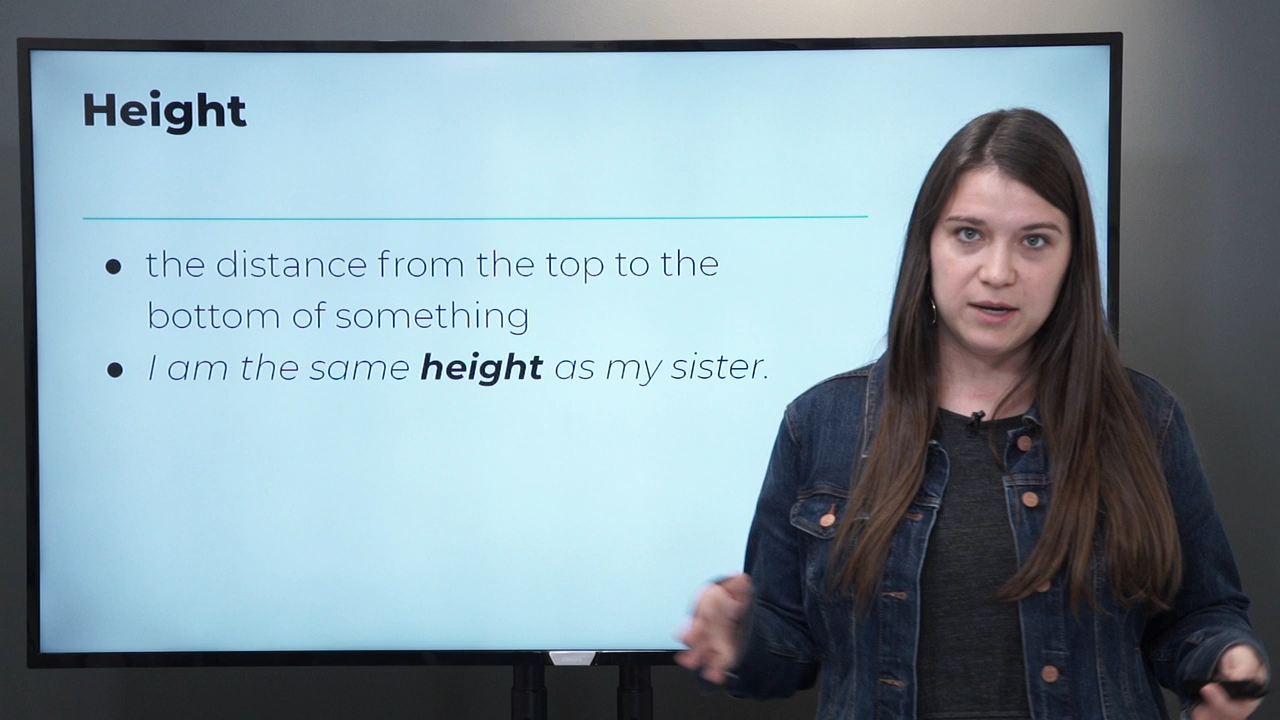 Height
● the distance from the top to the
bottom of something
● I am the same height as my sister.